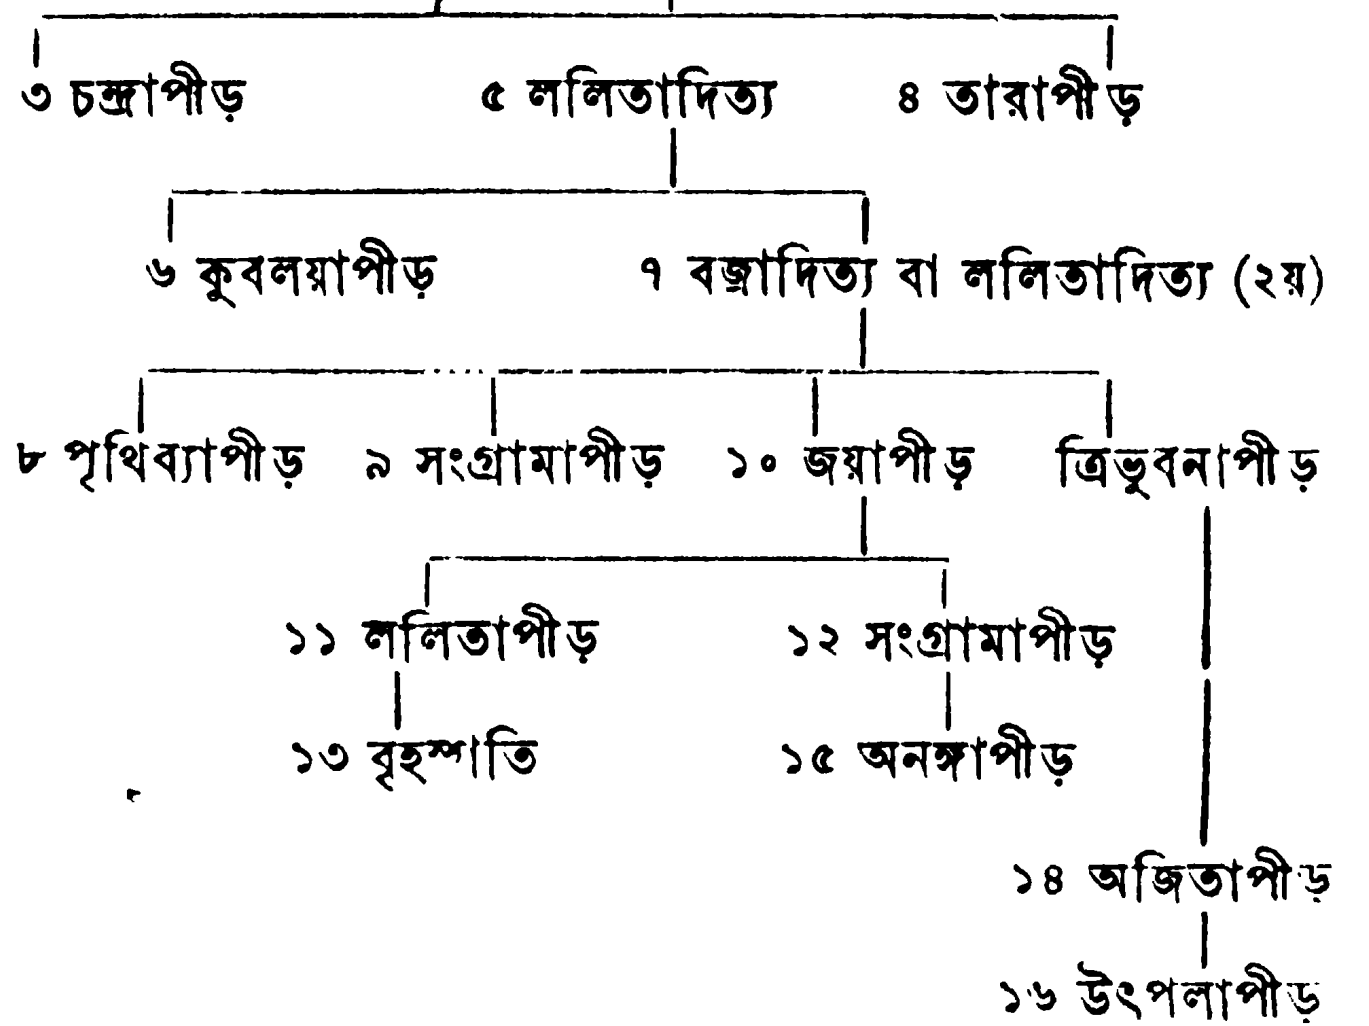 ৩ চন্দ্রাপীড় ৫ ললিতাদিত্য ৪ তারাপীড়
৬ কুবলয়াপীড় ৭ বজ্রাদিত্য বা ললিতাদিত্য (২য়)
৮ পৃথিব্যাপীড় ৯ সংগ্রামাপীড় ১০ জয়াপীড় ত্রিভুবনাপীড়
১১ ললিতাপীড় ১২ সংগ্রামাপীড়
১৩ বৃহস্পতি ১৫ অনঙ্গাপীড়
১৪ অজিতাপীড়
১৬ উৎপলাপীড়